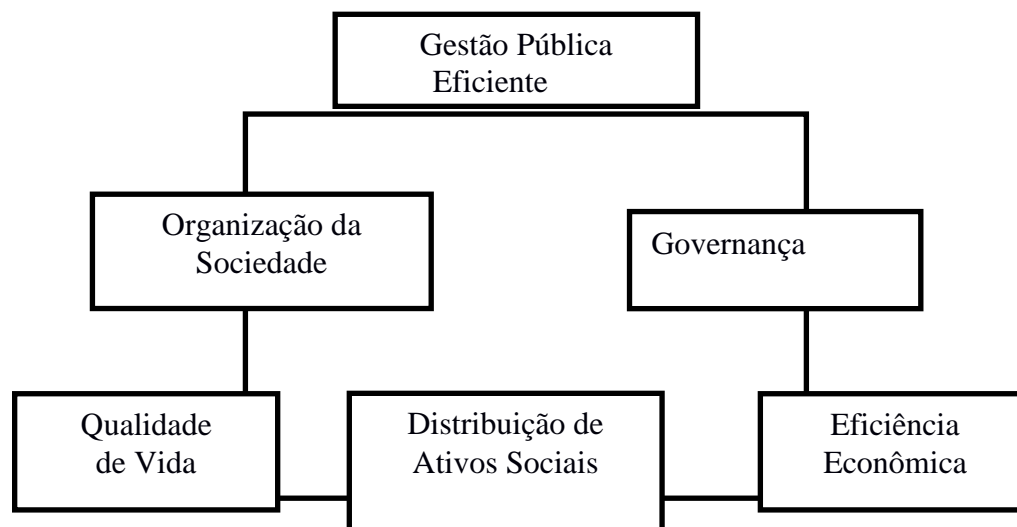 Gestão Pública
Eficiente
Organização da
Sociedade
Governança
Qualidade
de Vida
Distribuição de
Ativos Sociais
Eficiência
Econômica